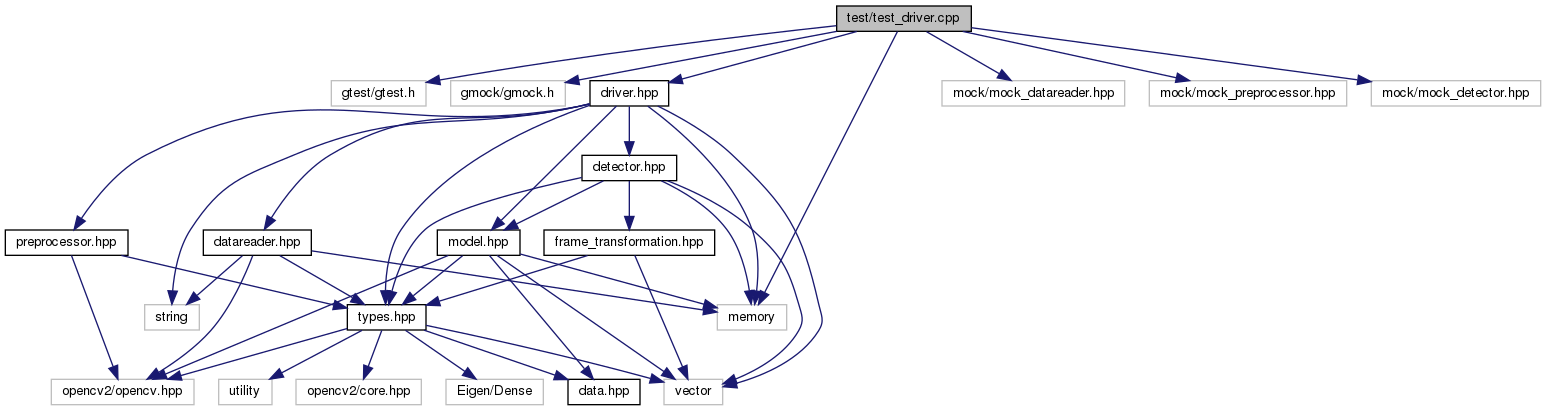 test/test_driver.cpp
gtest/gtest.h
gmock/gmock.h
driver.hpp
mock/mock_datareader.hpp
mock/mock_preprocessor.hpp
mock/mock_detector.hpp
detector.hpp
preprocessor.hpp
datareader.hpp
model.hpp
frame_transformation.hpp
string
types.hpp
memory
opencv2/opencv.hpp
utility
opencv2/core.hpp
Eigen/Dense
data.hpp
vector